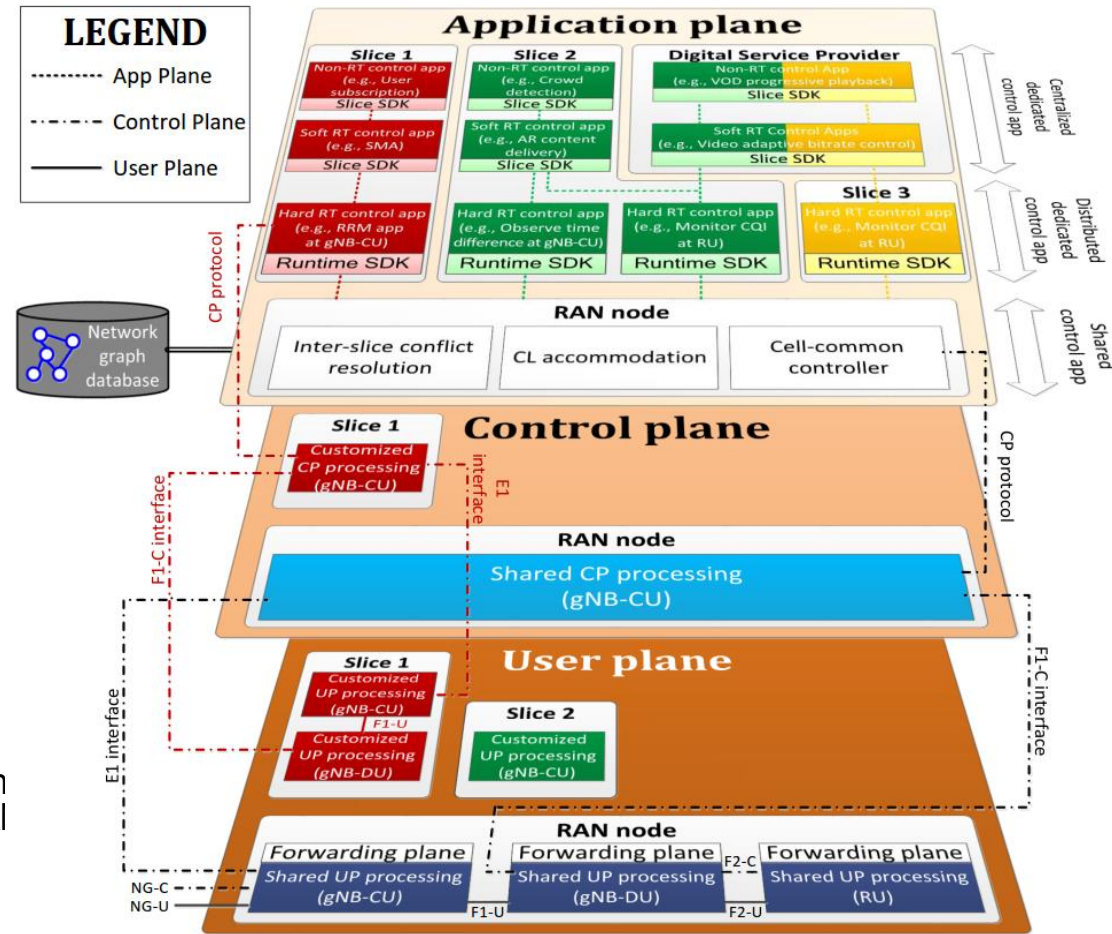 LEGEND
App Plane
Control Plane
User Plane
Application plane
Slice 1
Non-RT control app
(e.g., User
subscription)
Slice SDK
Soft RT control app
(e.g., SMA)
Slice SDK
Hard RT control app
(e.g., RRM app
at gNB-CU)
Runtime SDK
Slice 2
Non-RT control app
(e.g., Crowd
detection)
Slice SDK
Soft RT control app
(e.g., AR content
delivery)
Slice SDK
Hard RT control app
(e.g., Observe time
difference at gNB-CU)
Runtime SDK
Hard RT control app
(e.g., Monitor CQI
at RU)
Runtime SDK
Digital Service Provider
Non-RT control App
(e.g., VOD progressive playback)
Slice SDK
Soft RT Control Apps
(e.g., Video adaptive bitrate control)
Slice SDK
Slice 3
Hard RT control app
(e.g., Monitor CQI
at RU)
Runtime SDK
Centralized
dedicated
control app
Distributed
dedicated
control app
Shared
control app
CP protocol
Network
graph
database
RAN node
Inter-slice conflict
resolution
CL accommodation
Cell-common
controller
Control plane
Slice 1
Customized
CP processing
(gNB-CU)
E1
interface
CP protocol
F1-C interface
RAN node
Shared CP processing
(gNB-CU)
User plane
Slice 1
Customized
UP processing
(gNB-CU)
F1-U
Customized
UP processing
(gNB-DU)
Slice 2
Customized
UP processing
(gNB-CU)
E1 interface
F1-C interface
RAN node
Forwarding plane
Shared UP processing
(gNB-CU)
Forwarding plane
Shared UP processing
(gNB-DU)
Forwarding plane
Shared UP processing
(RU)
NG-C
NG-U
F1-U
F2-C
F2-U